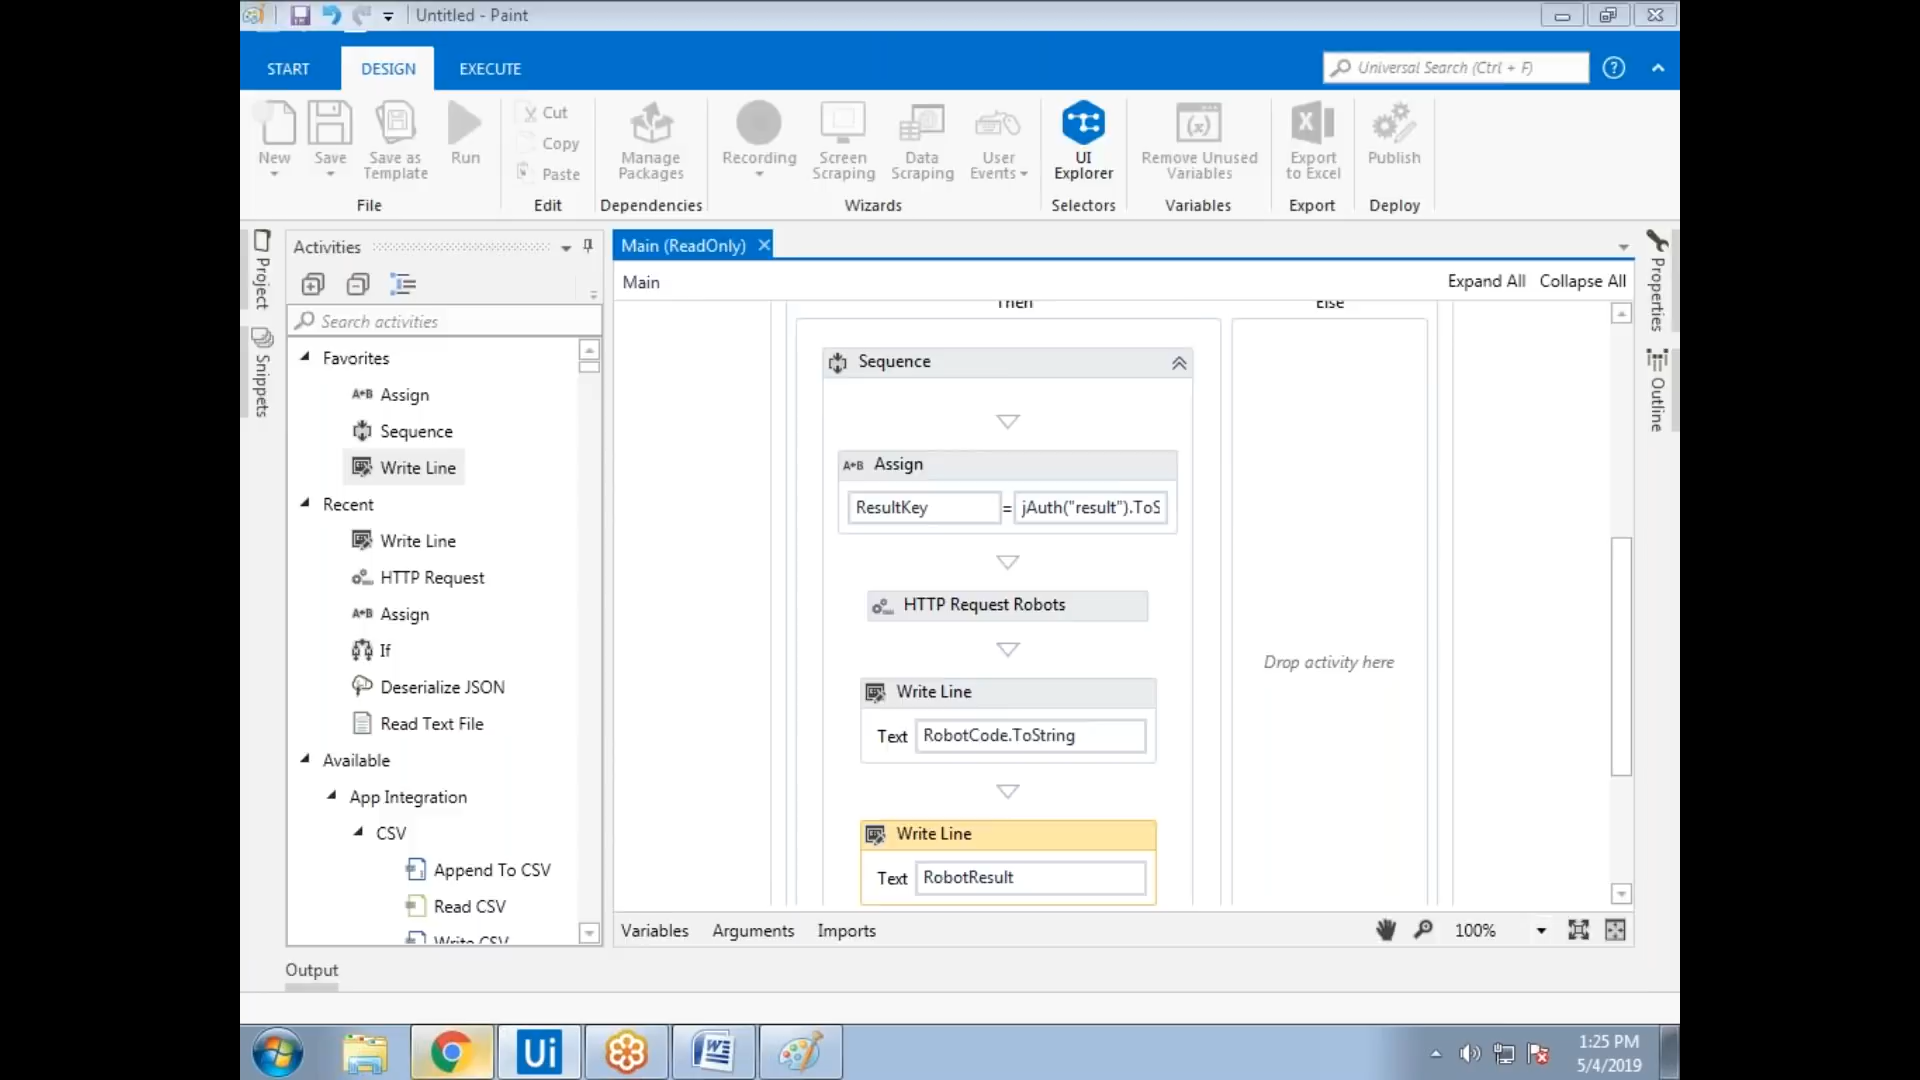 Untitled - Paint
START DESIGN EXECUTE
Universal Search (Ctrl + F)
New Save Save as Template Run
Cut
Copy
Paste
Manage Packages
Recording Screen Scraping Data Scraping User Events
UI Explorer
Remove Unused Variables
Export to Excel
Publish
File Edit Dependencies Wizards Selectors Variables Export Deploy
Project
Snippets
Activities
Search activities
Favorites
Assign
Sequence
Write Line
Recent
Write Line
HTTP Request
Assign
If
Deserialize JSON
Read Text File
Available
App Integration
CSV
Append To CSV
Read CSV
Write CSV
Main (ReadOnly)
Main
Expand All Collapse All
Then Else
Sequence
A+B Assign
ResultKey = jAuth("result").ToS
HTTP Request Robots
Write Line
Text RobotCode.ToString
Write Line
Text RobotResult
Drop activity here
Properties
Outline
Variables Arguments Imports
100%
Output
Ui
1:25 PM
5/4/2019